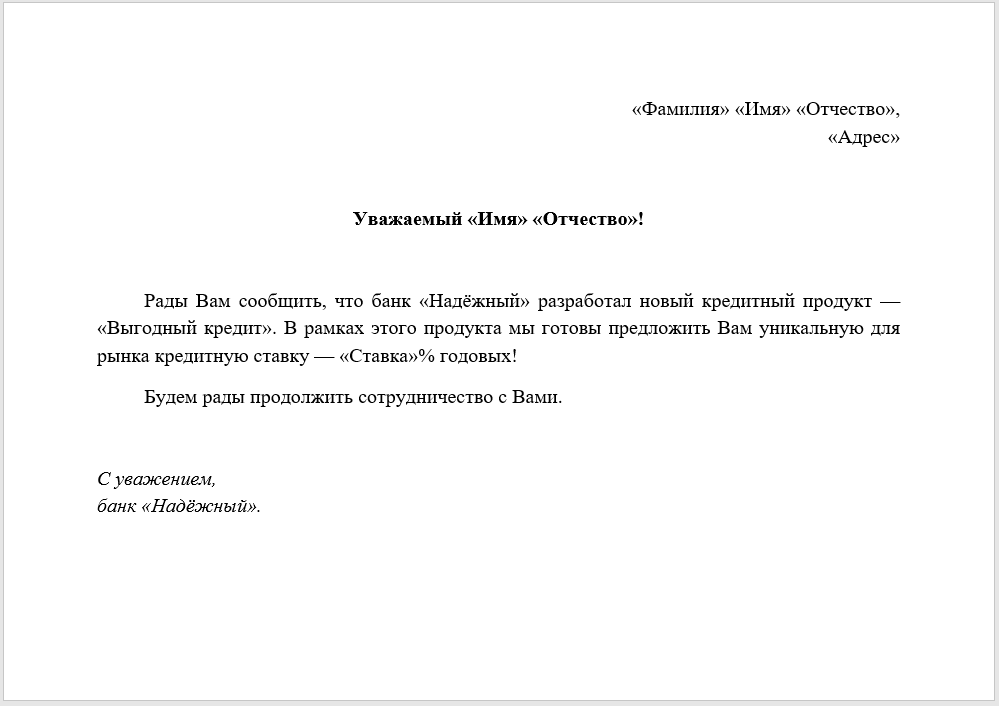 «Фамилия» «Имя» «Отчество»,
«Адрес»
Уважаемый «Имя» «Отчество»!
Рады Вам сообщить, что банк «Надёжный» разработал новый кредитный продукт —
«Выгодный кредит». В рамках этого продукта мы готовы предложить Вам уникальную для
рынка кредитную ставку — «Ставка»% годовых!
Будем рады продолжить сотрудничество с Вами.
С уважением,
банк «Надёжный».